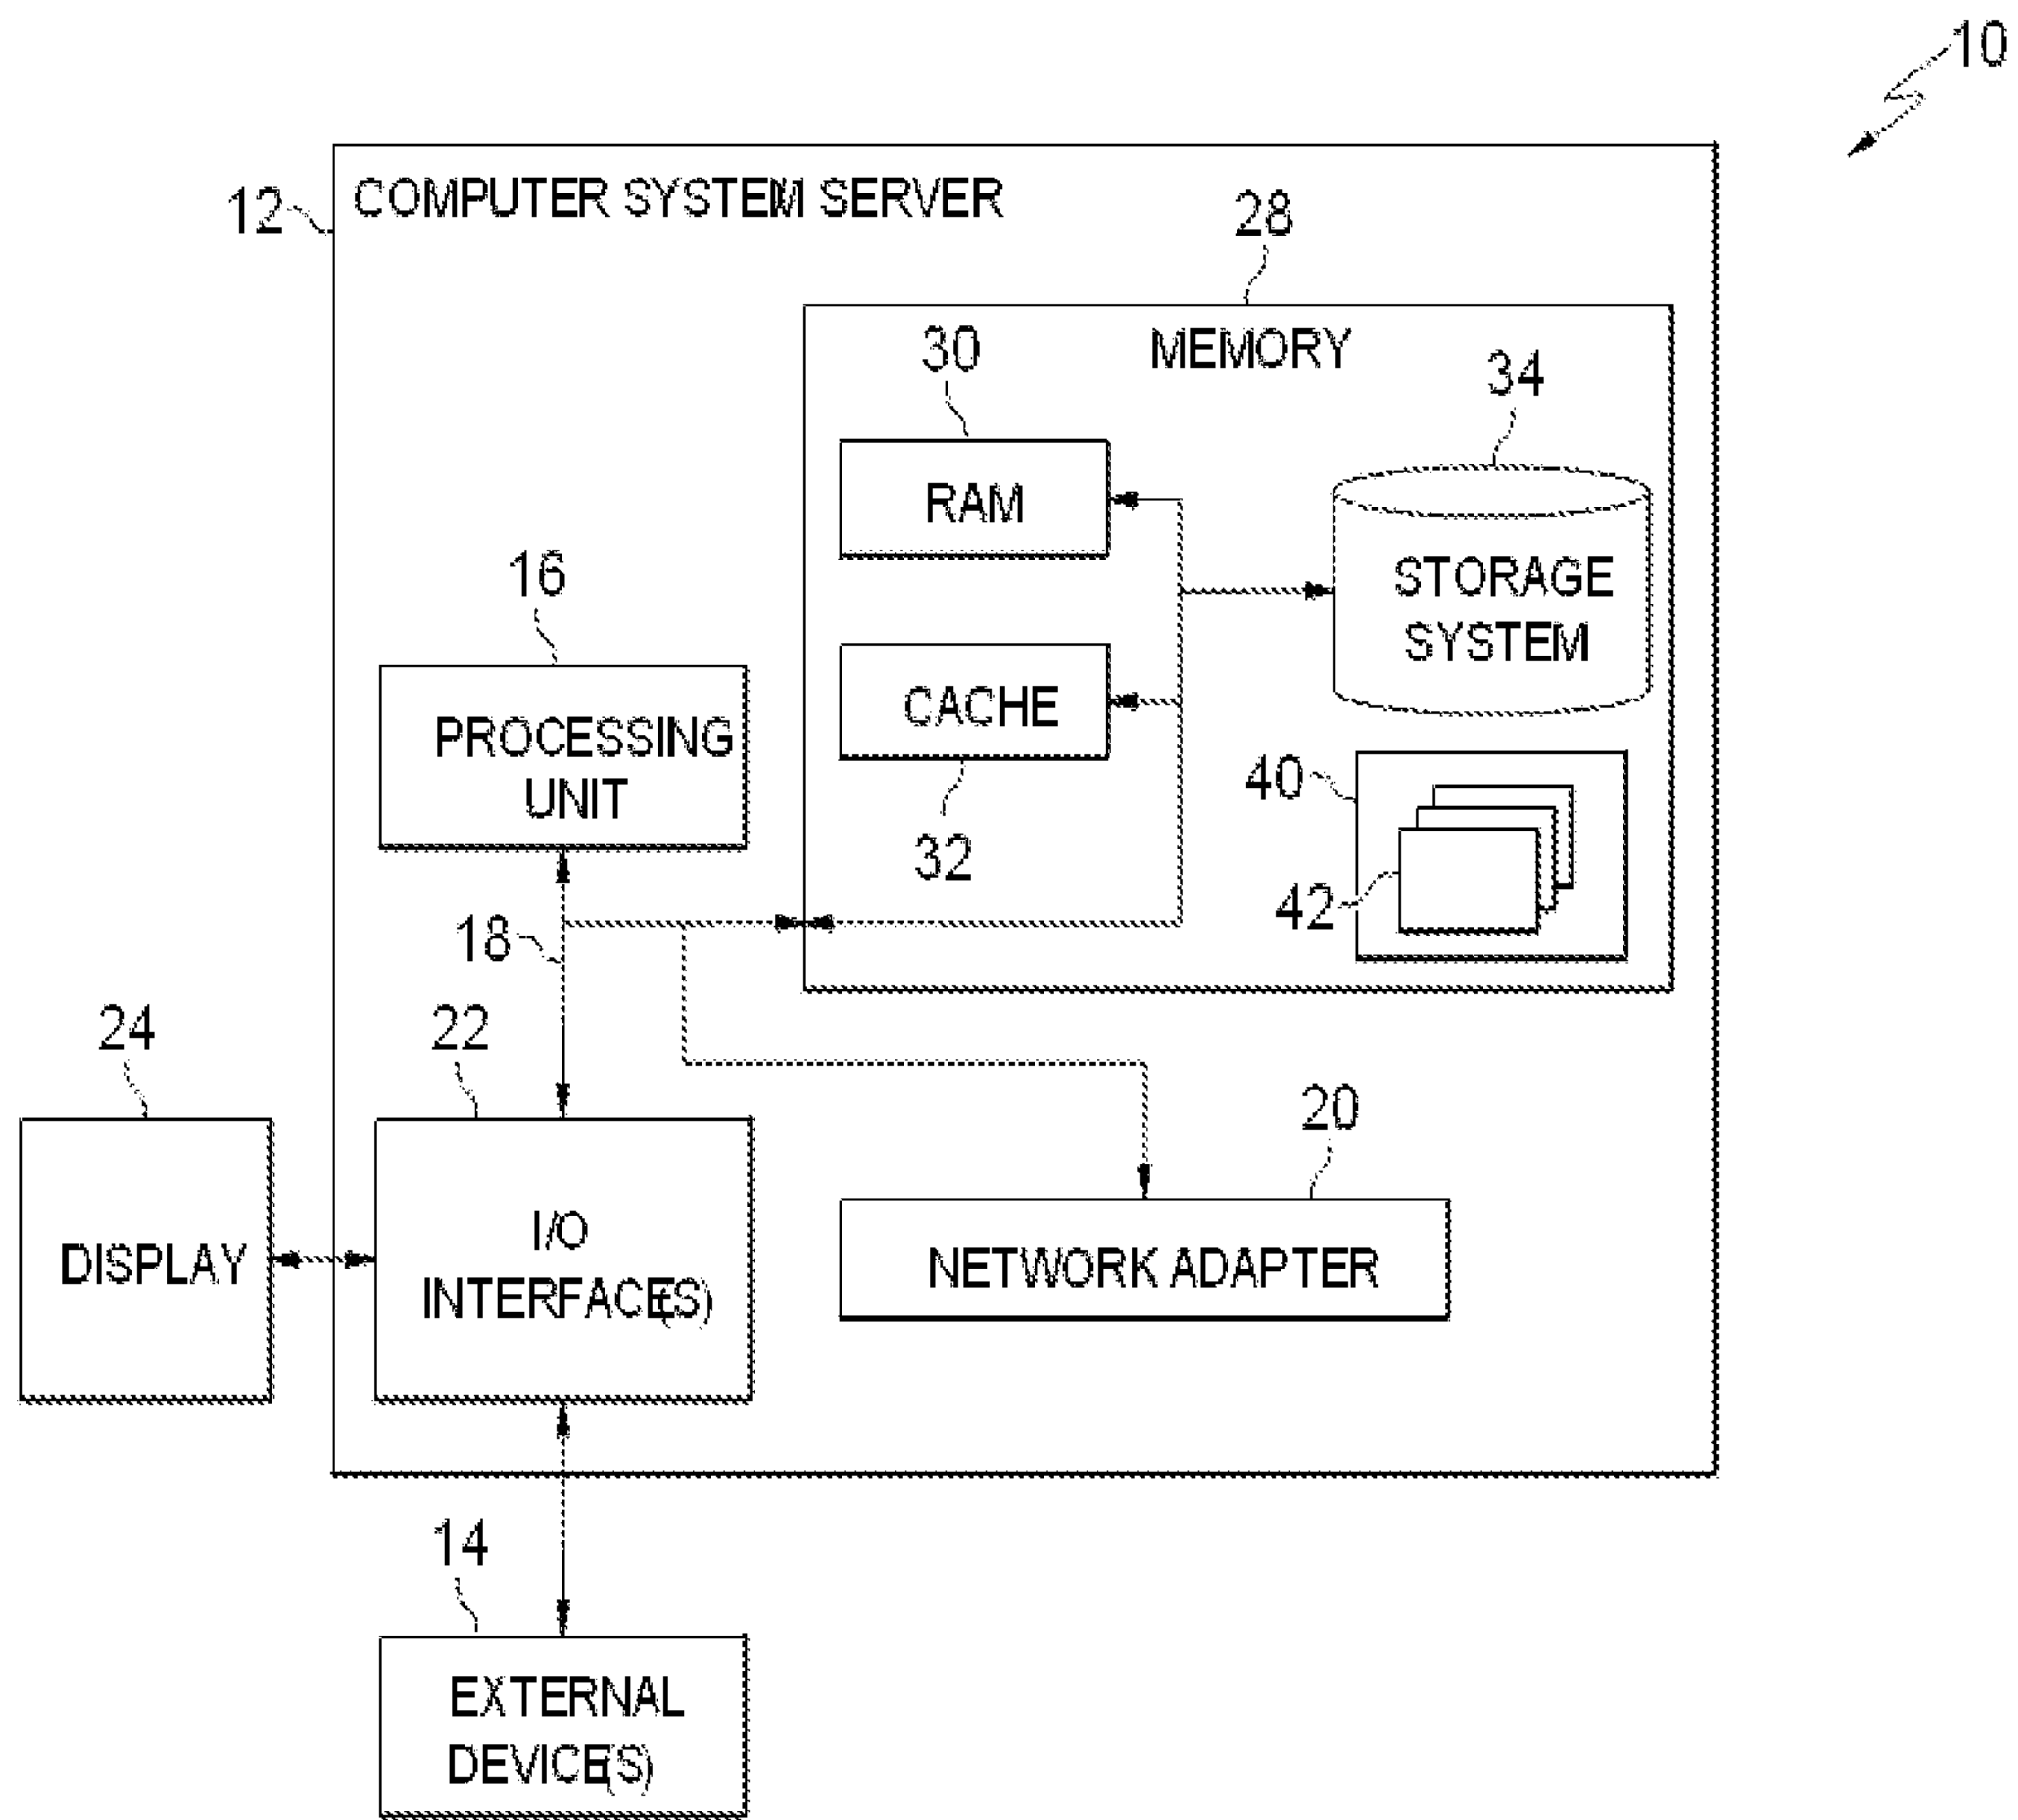 10
12
COMPUTER SYSTEM SERVER
28
MEMORY
30
34
RAM
STORAGE
SYSTEM
16
CACHE
PROCESSING
UNIT
32
40
42
18
24
22
20
DISPLAY
I/O
INTERFACE(S)
NETWORK ADAPTER
14
EXTERNAL
DEVICE(S)